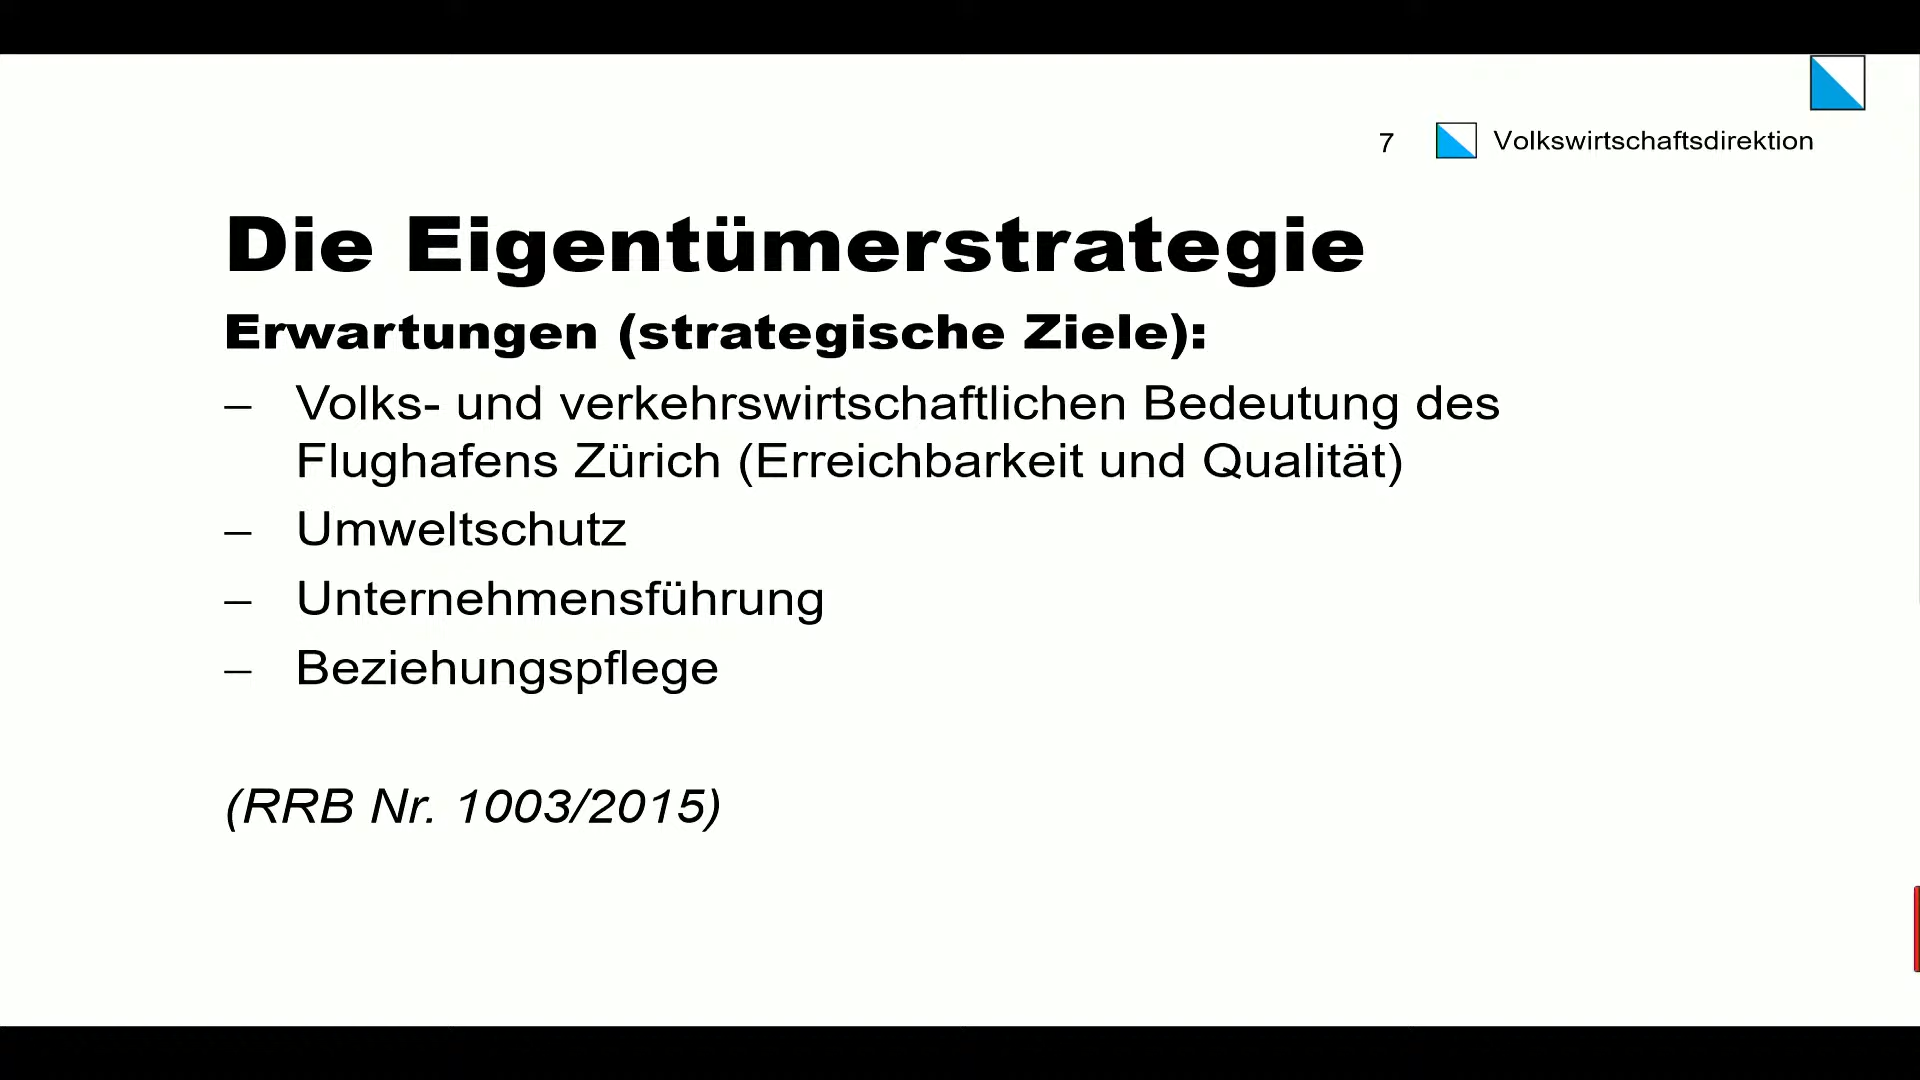 7 Volkswirtschaftsdirektion
Die Eigentümerstrategie
Erwartungen (strategische Ziele):
– Volks- und verkehrswirtschaftlichen Bedeutung des
Flughafens Zürich (Erreichbarkeit und Qualität)
– Umweltschutz
– Unternehmensführung
– Beziehungspflege
(RRB Nr. 1003/2015)